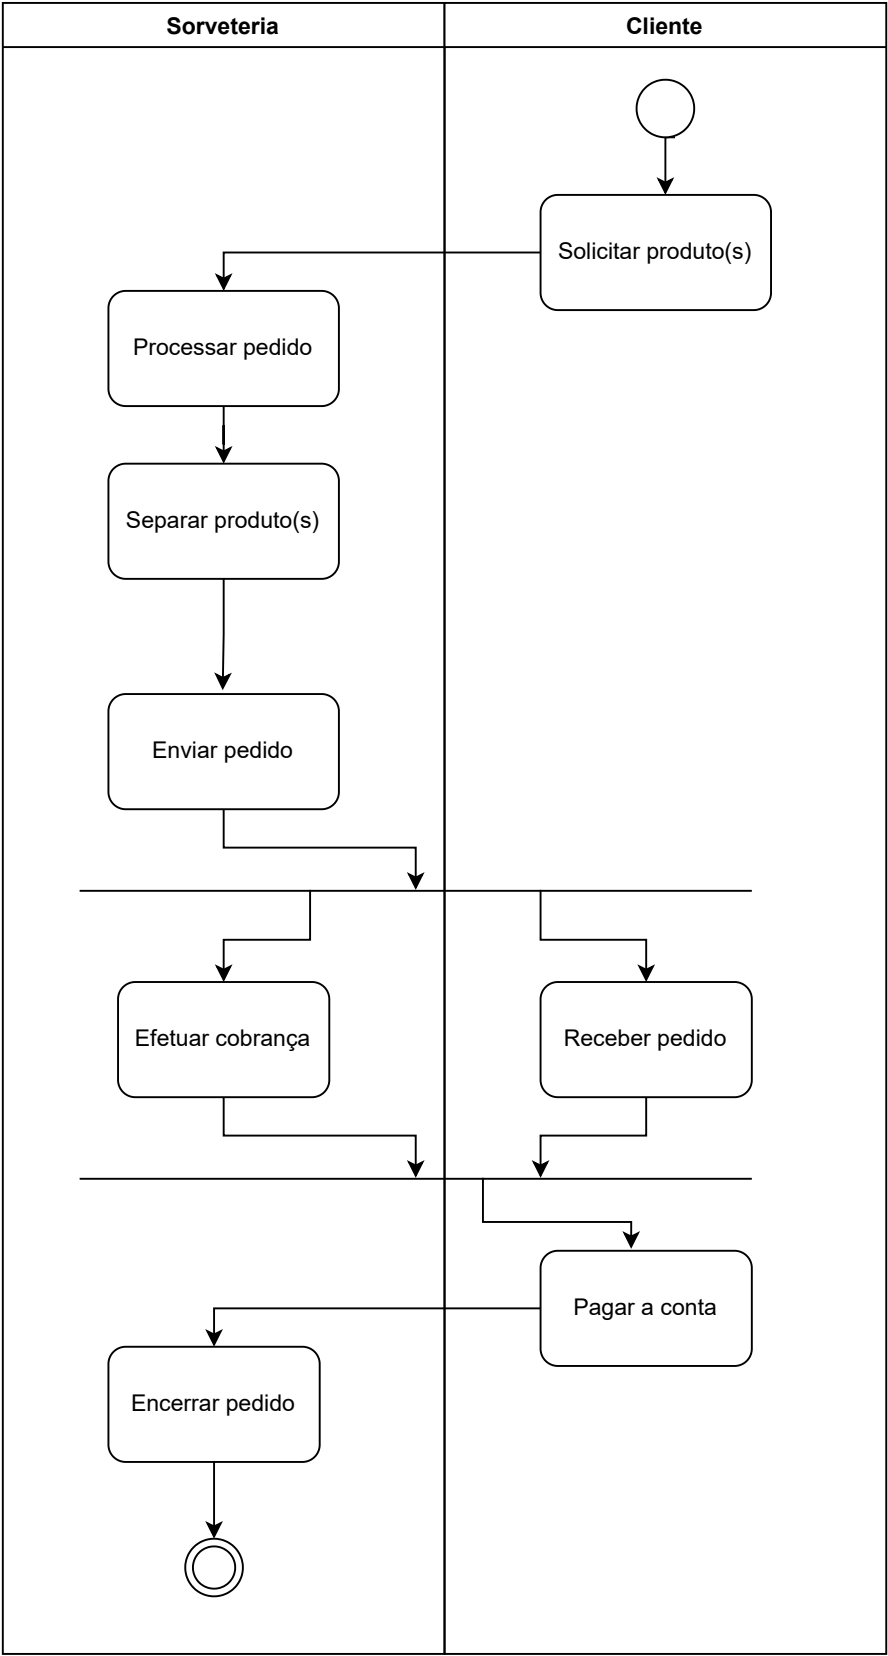 Sorveteria
Cliente
Solicitar produto(s)
Processar pedido
Separar produto(s)
Enviar pedido
Efetuar cobrança
Receber pedido
Pagar a conta
Encerrar pedido